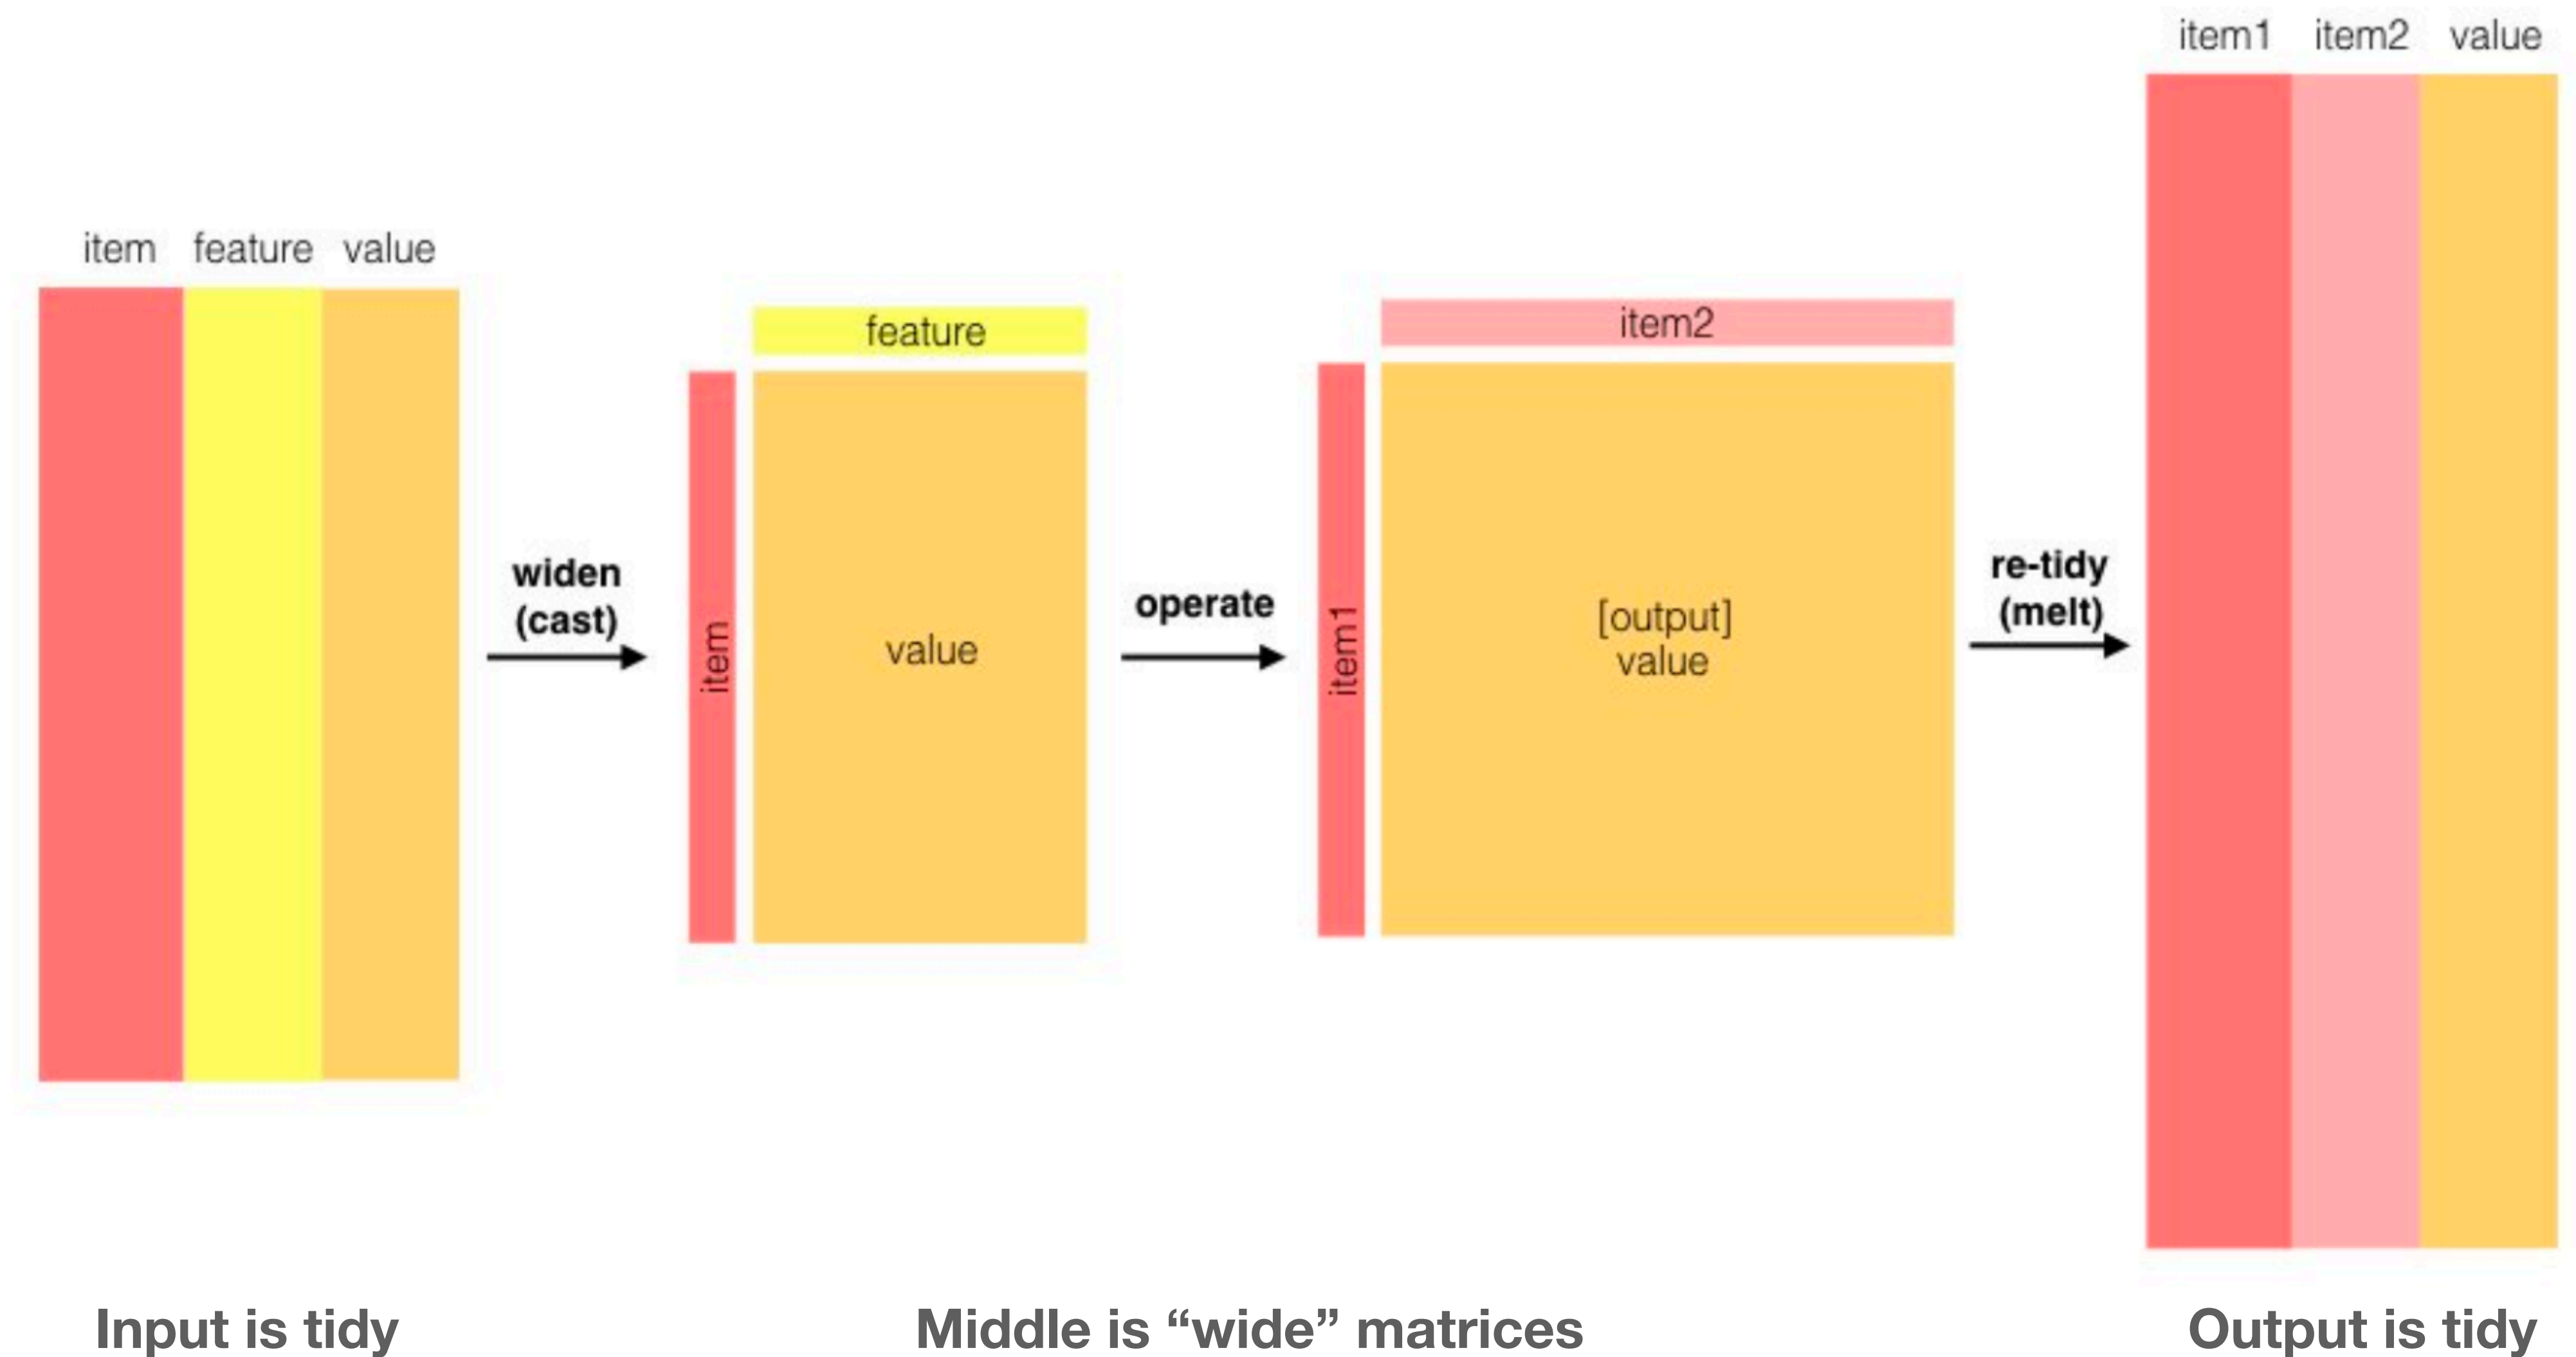 item feature value
widen
(cast)
feature
item
value
operate
item2
item1
[output]
value
re-tidy
(melt)
item1 item2 value
Input is tidy
Middle is “wide” matrices
Output is tidy